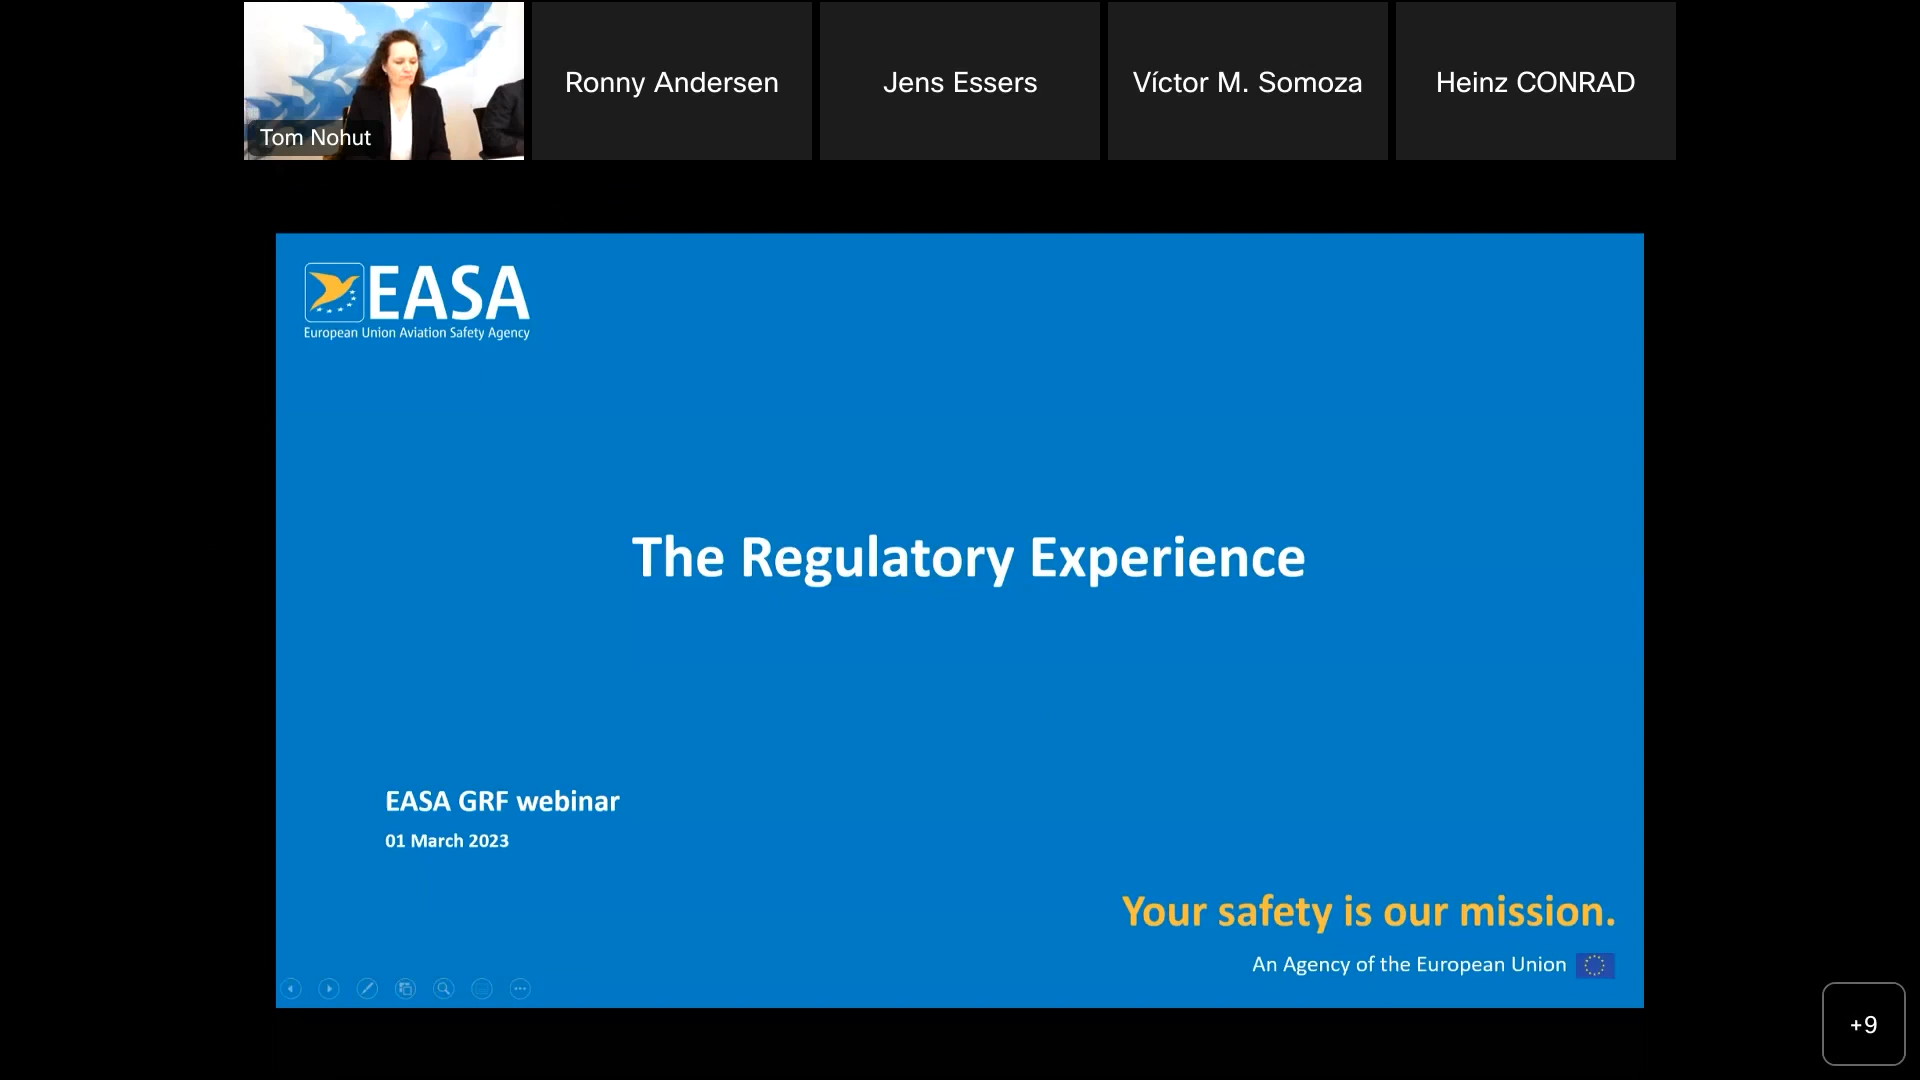 Tom Nohut
Ronny Andersen
Jens Essers
Víctor M. Somoza
Heinz CONRAD
EASA
European Union Aviation Safety Agency
The Regulatory Experience
EASA GRF webinar
01 March 2023
Your safety is our mission.
An Agency of the European Union
+9